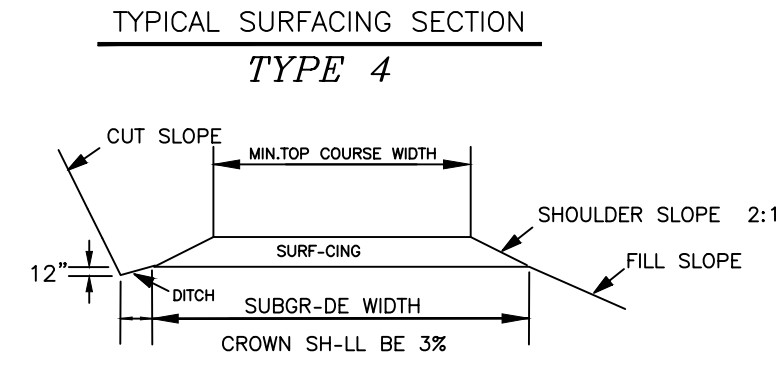 TYPICAL SURFACING SECTION
TYPE 4
CUT SLOPE
MIN.TOP COURSE WIDTH
SHOULDER SLOPE 2:1
SURF-CING
FILL SLOPE
12"
DITCH
SUBGR-DE WIDTH
CROWN SH-LL BE 3%